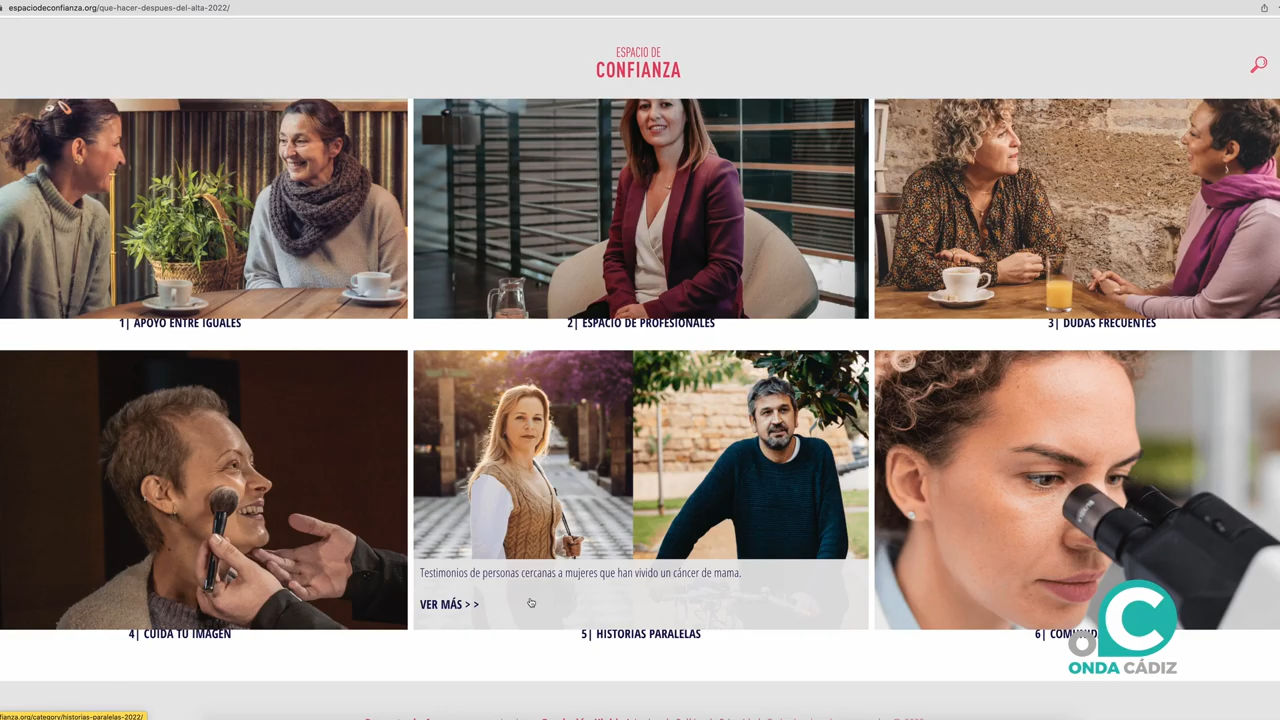 espaciodeconfianza.org/que-hacer-despues-del-alta-2022/
ESPACIO DE
CONFIANZA
1| APOYO ENTRE IGUALES
2| ESPACIO DE PROFESIONALES
3| DUDAS FRECUENTES
Testimonios de personas cercanas a mujeres que han vivido un cáncer de mama.
VER MÁS > >
4| CUIDA TU IMAGEN
5| HISTORIAS PARALELAS
6|
ONDA CÁDIZ
fianza.org/category/historias-paralelas-2022/